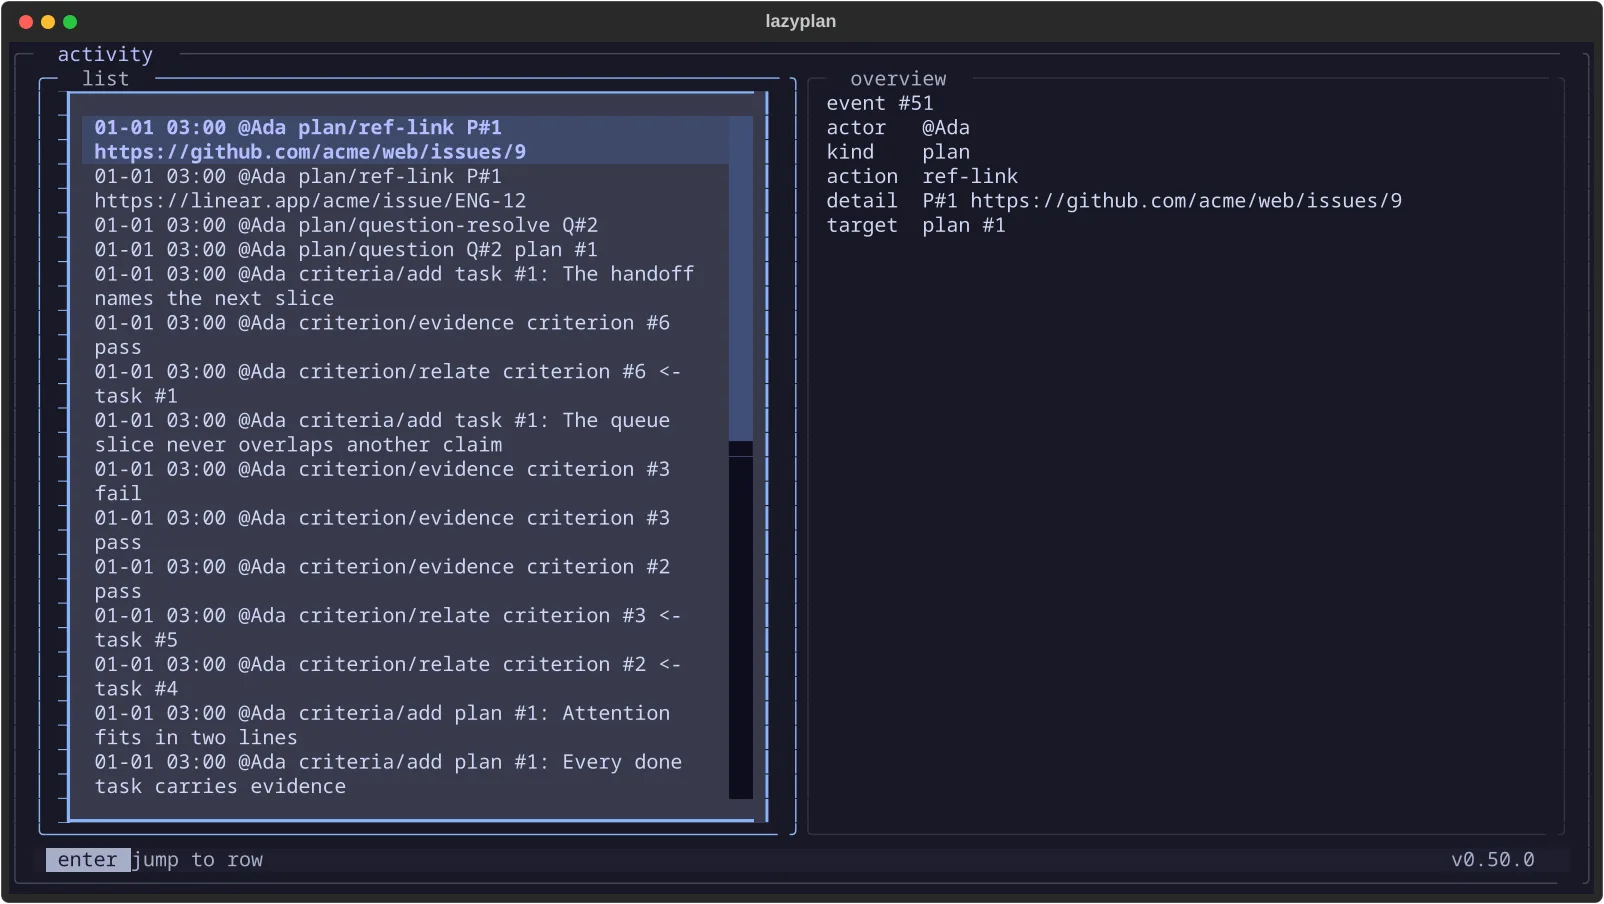 lazyplan
activity
list
01-01 03:00 @Ada plan/ref-link P#1
https://github.com/acme/web/issues/9
01-01 03:00 @Ada plan/ref-link P#1
https://linear.app/acme/issue/ENG-12
01-01 03:00 @Ada plan/question-resolve Q#2
01-01 03:00 @Ada plan/question Q#2 plan #1
01-01 03:00 @Ada criteria/add task #1: The handoff
names the next slice
01-01 03:00 @Ada criterion/evidence criterion #6
pass
01-01 03:00 @Ada criterion/relate criterion #6 <-
task #1
01-01 03:00 @Ada criteria/add task #1: The queue
slice never overlaps another claim
01-01 03:00 @Ada criterion/evidence criterion #3
fail
01-01 03:00 @Ada criterion/evidence criterion #3
pass
01-01 03:00 @Ada criterion/evidence criterion #2
pass
01-01 03:00 @Ada criterion/relate criterion #3 <-
task #5
01-01 03:00 @Ada criterion/relate criterion #2 <-
task #4
01-01 03:00 @Ada criteria/add plan #1: Attention
fits in two lines
01-01 03:00 @Ada criteria/add plan #1: Every done
task carries evidence
overview
event #51
actor @Ada
kind plan
action ref-link
detail P#1 https://github.com/acme/web/issues/9
target plan #1
enter jump to row
v0.50.0